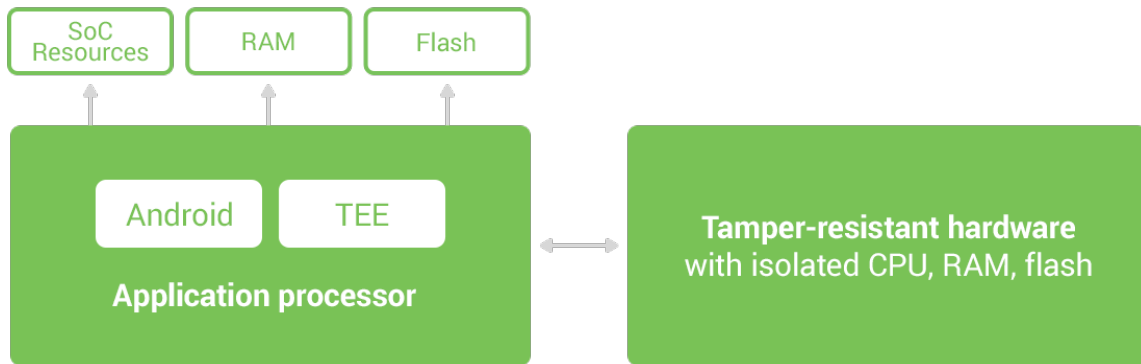 SoC
Resources
RAM
Flash
Android
TEE
Application processor
Tamper-resistant hardware
with isolated CPU, RAM, flash